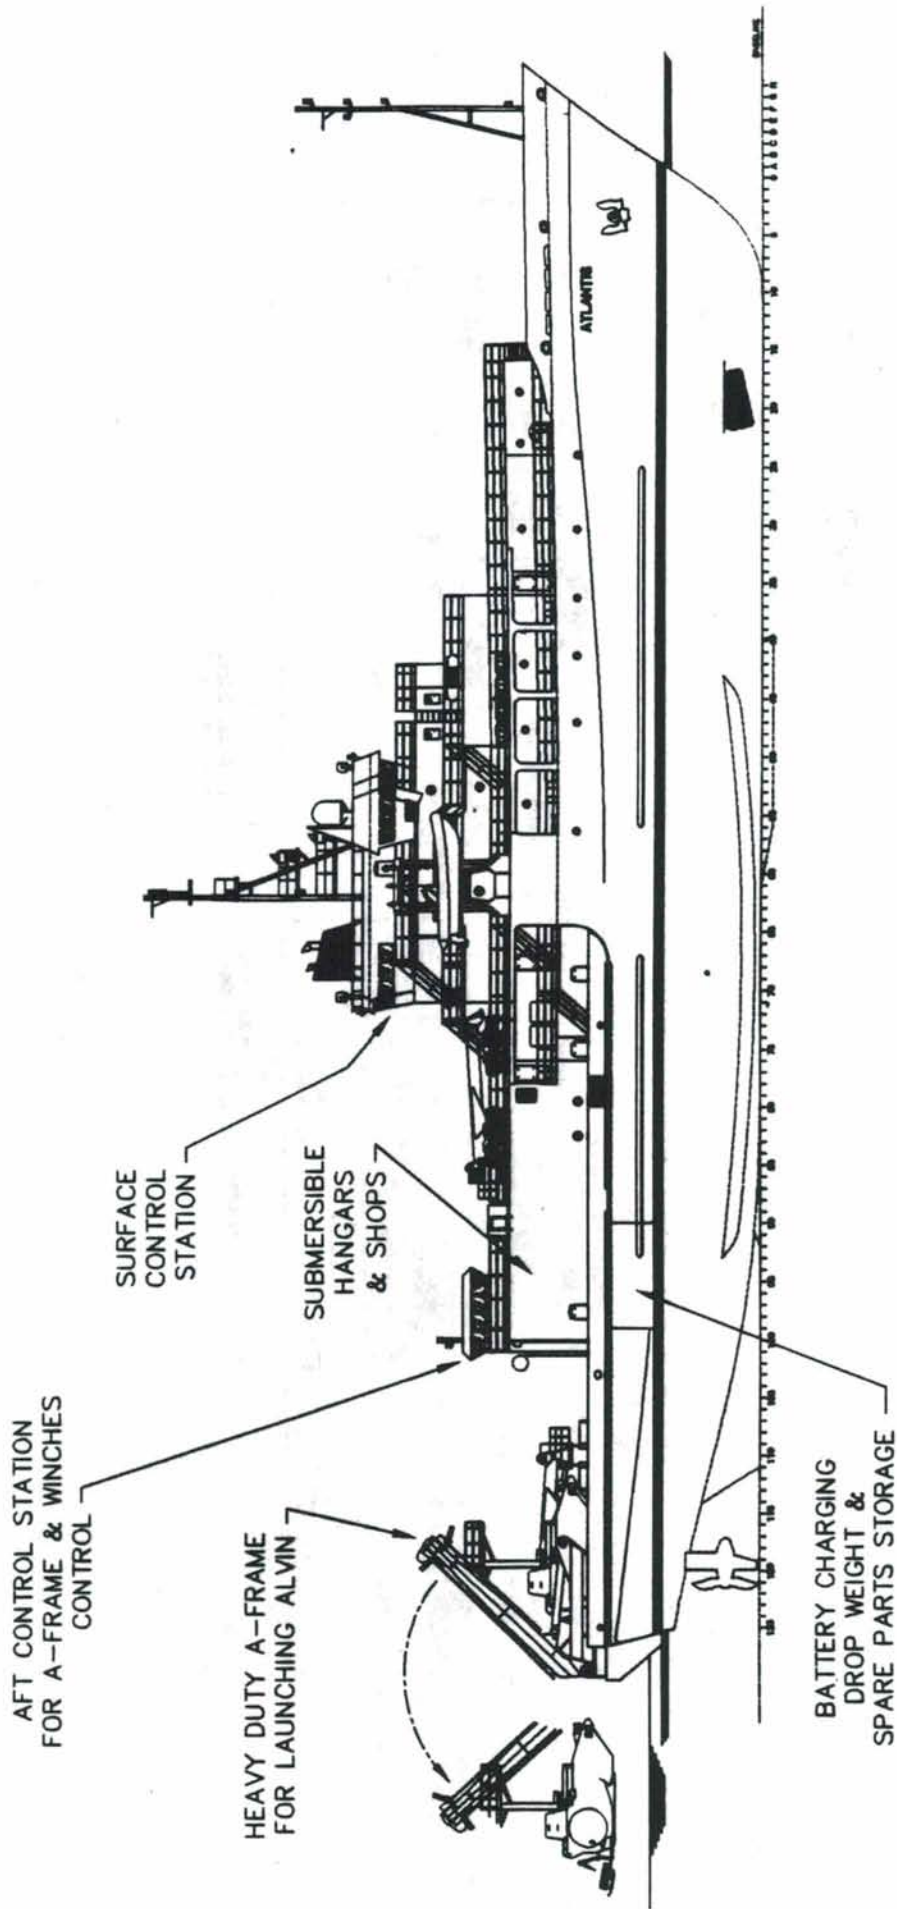 AFT CONTROL STATION
FOR A-FRAME & WINCHES
CONTROL
SURFACE
CONTROL
STATION
SUBMERSIBLE
HANGARS
& SHOPS
HEAVY DUTY A-FRAME
FOR LAUNCHING ALVIN
ATLANTIS
BATTERY CHARGING
DROP WEIGHT &
SPARE PARTS STORAGE